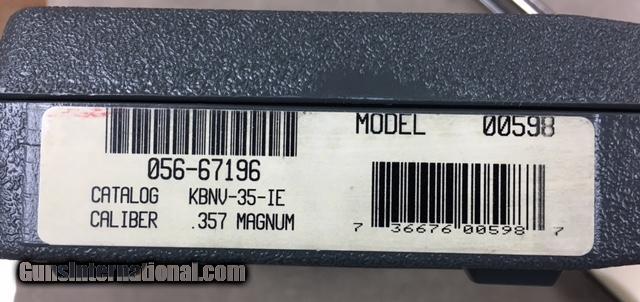 MODEL 00598
056-67196
CATALOG KBNV-35-IE
CALIBER .357 MAGNUM
7 36676 00598 7
GunsInternational.com